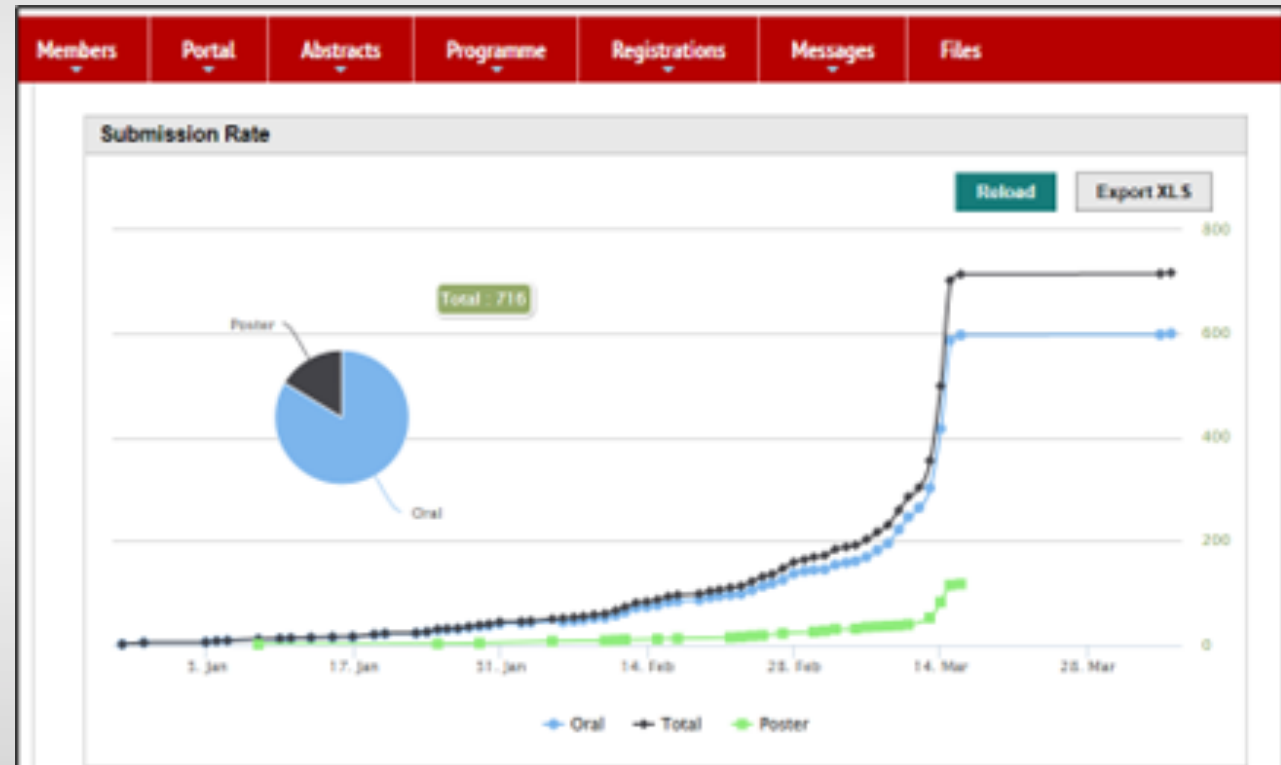 Members Portal Abstracts Programme Registrations Messages Files
Submission Rate
Reload Export XLS
800
Total : 716
Poster
600
400
Oral
200
0
3. Jan 17. Jan 31. Jan 14. Feb 28. Feb 14. Mar 28. Mar
Oral Total Poster